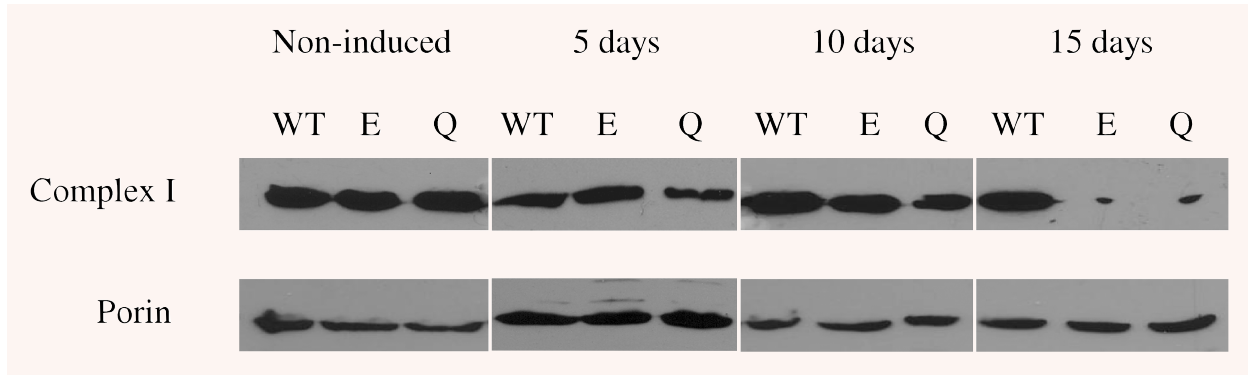 Non-induced 5 days 10 days 15 days
WT E Q WT E Q WT E Q WT E Q
Complex I
Porin